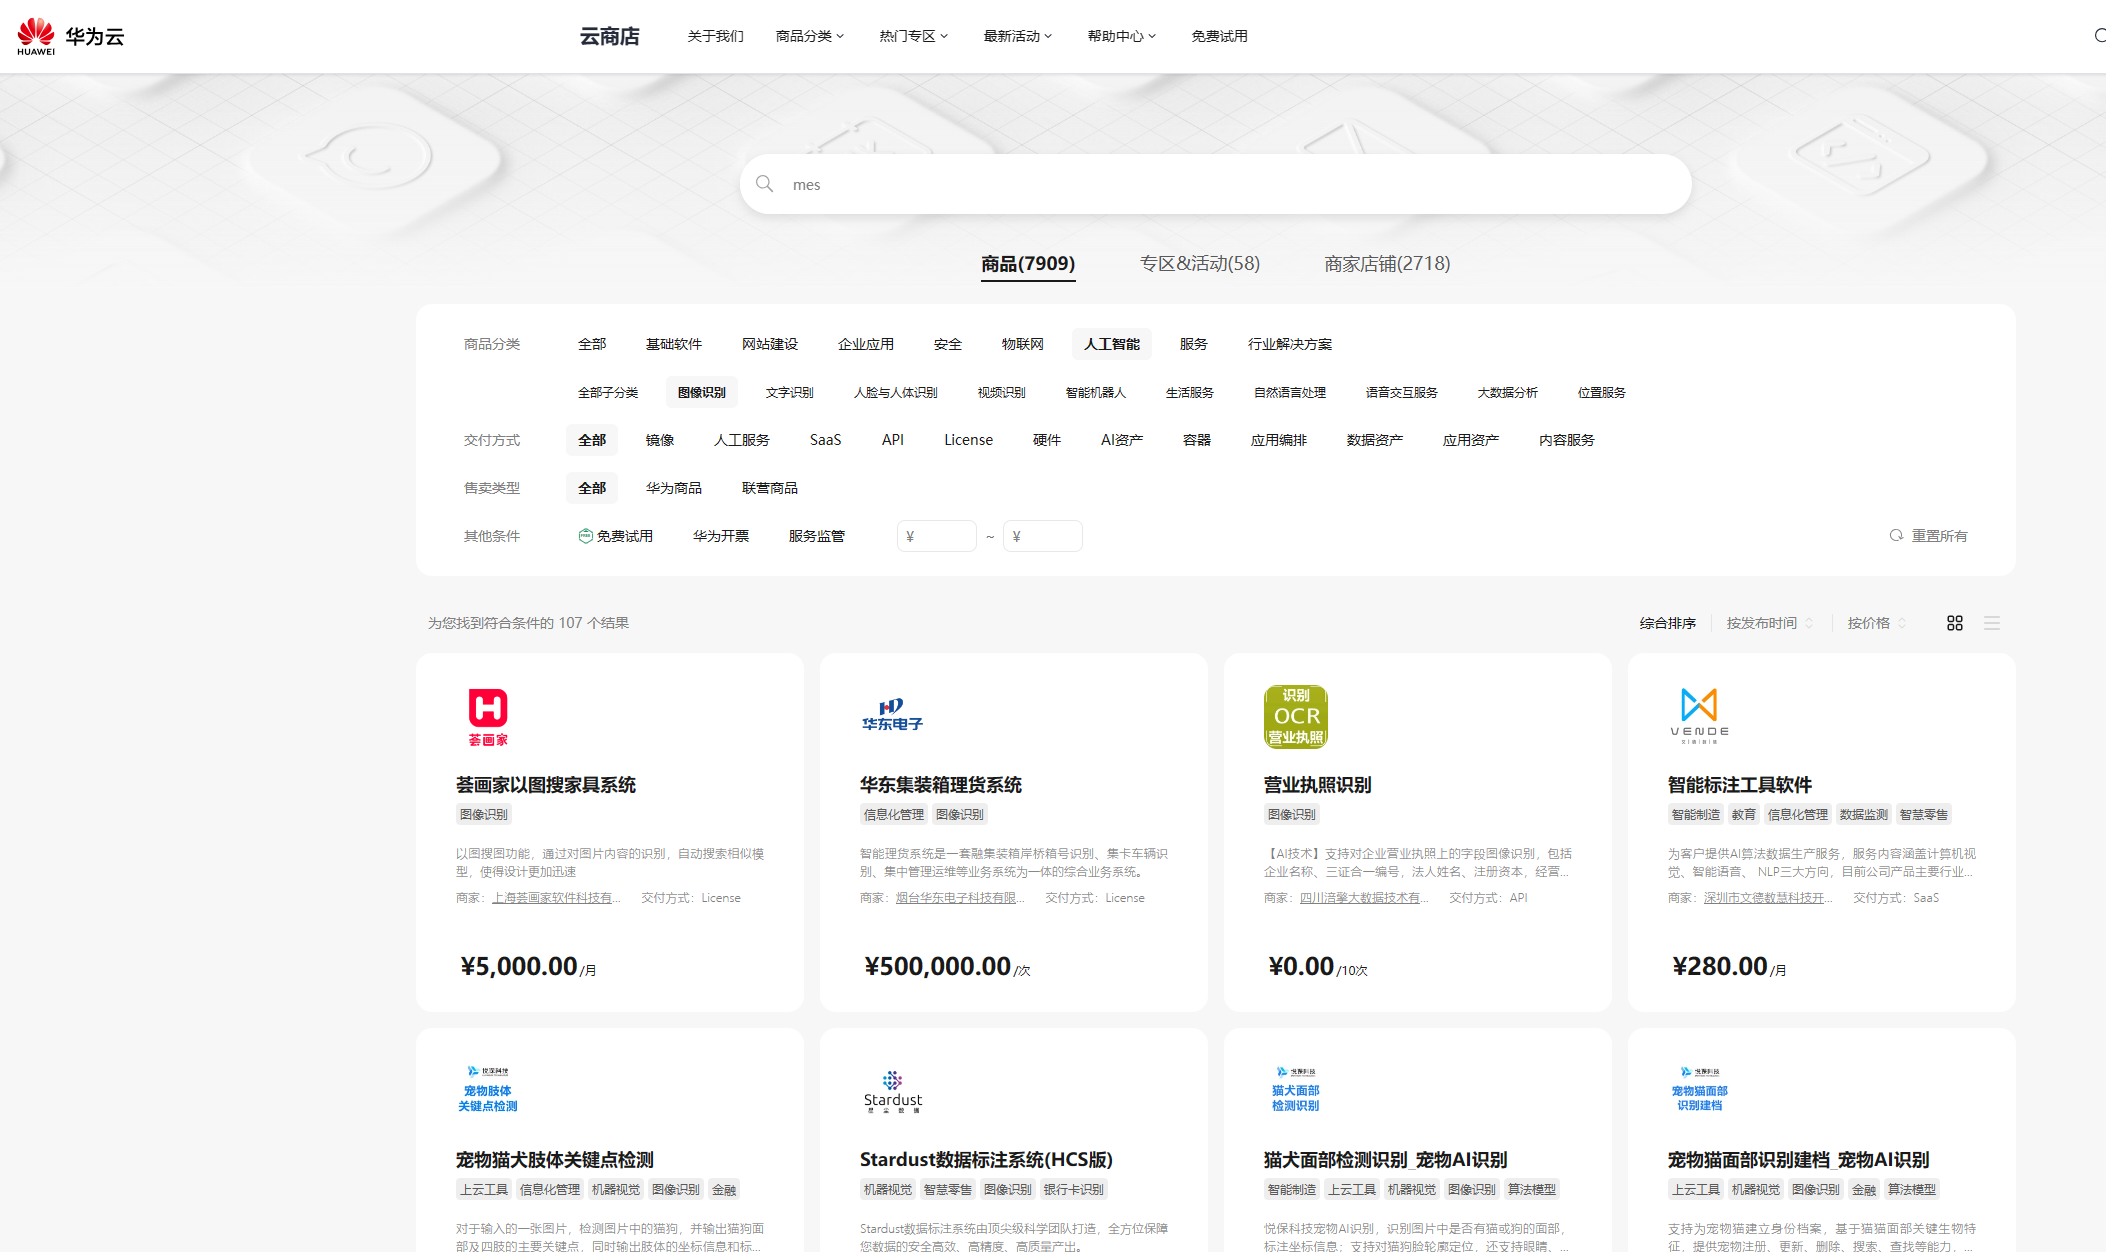 HUAWEI
华为云
云商店
关于我们
商品分类
热门专区
最新活动
帮助中心
免费试用
mes
商品(7909)
专区&活动(58)
商家店铺(2718)
商品分类
全部
基础软件
网站建设
企业应用
安全
物联网
人工智能
服务
行业解决方案
全部子分类
图像识别
文字识别
人脸与人体识别
视频识别
智能机器人
生活服务
自然语言处理
语音交互服务
大数据分析
位置服务
交付方式
全部
镜像
人工服务
SaaS
API
License
硬件
AI资产
容器
应用编排
数据资产
应用资产
内容服务
售卖类型
全部
华为商品
联营商品
其他条件
免费试用
华为开票
服务监管
¥
~
¥
重置所有
为您找到符合条件的 107 个结果
综合排序
按发布时间
按价格
荟画家
荟画家以图搜家具系统
图像识别
以图搜图功能，通过对图片内容的识别，自动搜索相似模
型，使得设计更加迅速
商家： 上海荟画家软件科技有...
交付方式： License
¥5,000.00/月
华东电子
华东集装箱理货系统
信息化管理
图像识别
智能理货系统是一套融集装箱岸桥箱号识别、集卡车辆识
别、集中管理运维等业务系统为一体的综合业务系统。
商家： 烟台华东电子科技有限...
交付方式： License
¥500,000.00/次
识别
OCR
营业执照
营业执照识别
图像识别
【AI技术】支持对企业营业执照上的字段图像识别，包括
企业名称、三证合一编号，法人姓名、注册资本，经营...
商家： 四川涪擎大数据技术有...
交付方式： API
¥0.00/10次
VENDE
智能标注工具软件
智能制造
教育
信息化管理
数据监测
智慧零售
为客户提供AI算法数据生产服务，服务内容涵盖计算机视
觉、智能语音、 NLP三大方向，目前公司产品主要行业...
商家： 深圳市文德数慧科技开...
交付方式： SaaS
¥280.00/月
悦保科技
宠物肢体
关键点检测
宠物猫犬肢体关键点检测
上云工具
信息化管理
机器视觉
图像识别
金融
对于输入的一张图片，检测图片中的猫狗，并输出猫狗面
部及四肢的主要关键点，同时输出肢体的坐标信息和标...
Stardust
星尘数据
Stardust数据标注系统(HCS版)
机器视觉
智慧零售
图像识别
银行卡识别
Stardust数据标注系统由顶尖级科学团队打造，全方位保障
您数据的安全高效、高精度、高质量产出。
悦保科技
猫犬面部
检测识别
猫犬面部检测识别_宠物AI识别
智能制造
上云工具
机器视觉
图像识别
算法模型
悦保科技宠物AI识别，识别图片中是否有猫或狗的面部，
标注坐标信息；支持对猫狗脸轮廓定位，还支持眼睛、...
悦保科技
宠物猫面部
识别建档
宠物猫面部识别建档_宠物AI识别
上云工具
机器视觉
图像识别
金融
算法模型
支持为宠物猫建立身份档案，基于猫猫面部关键生物特
征，提供宠物注册、更新、删除、搜索、查找等能力，...